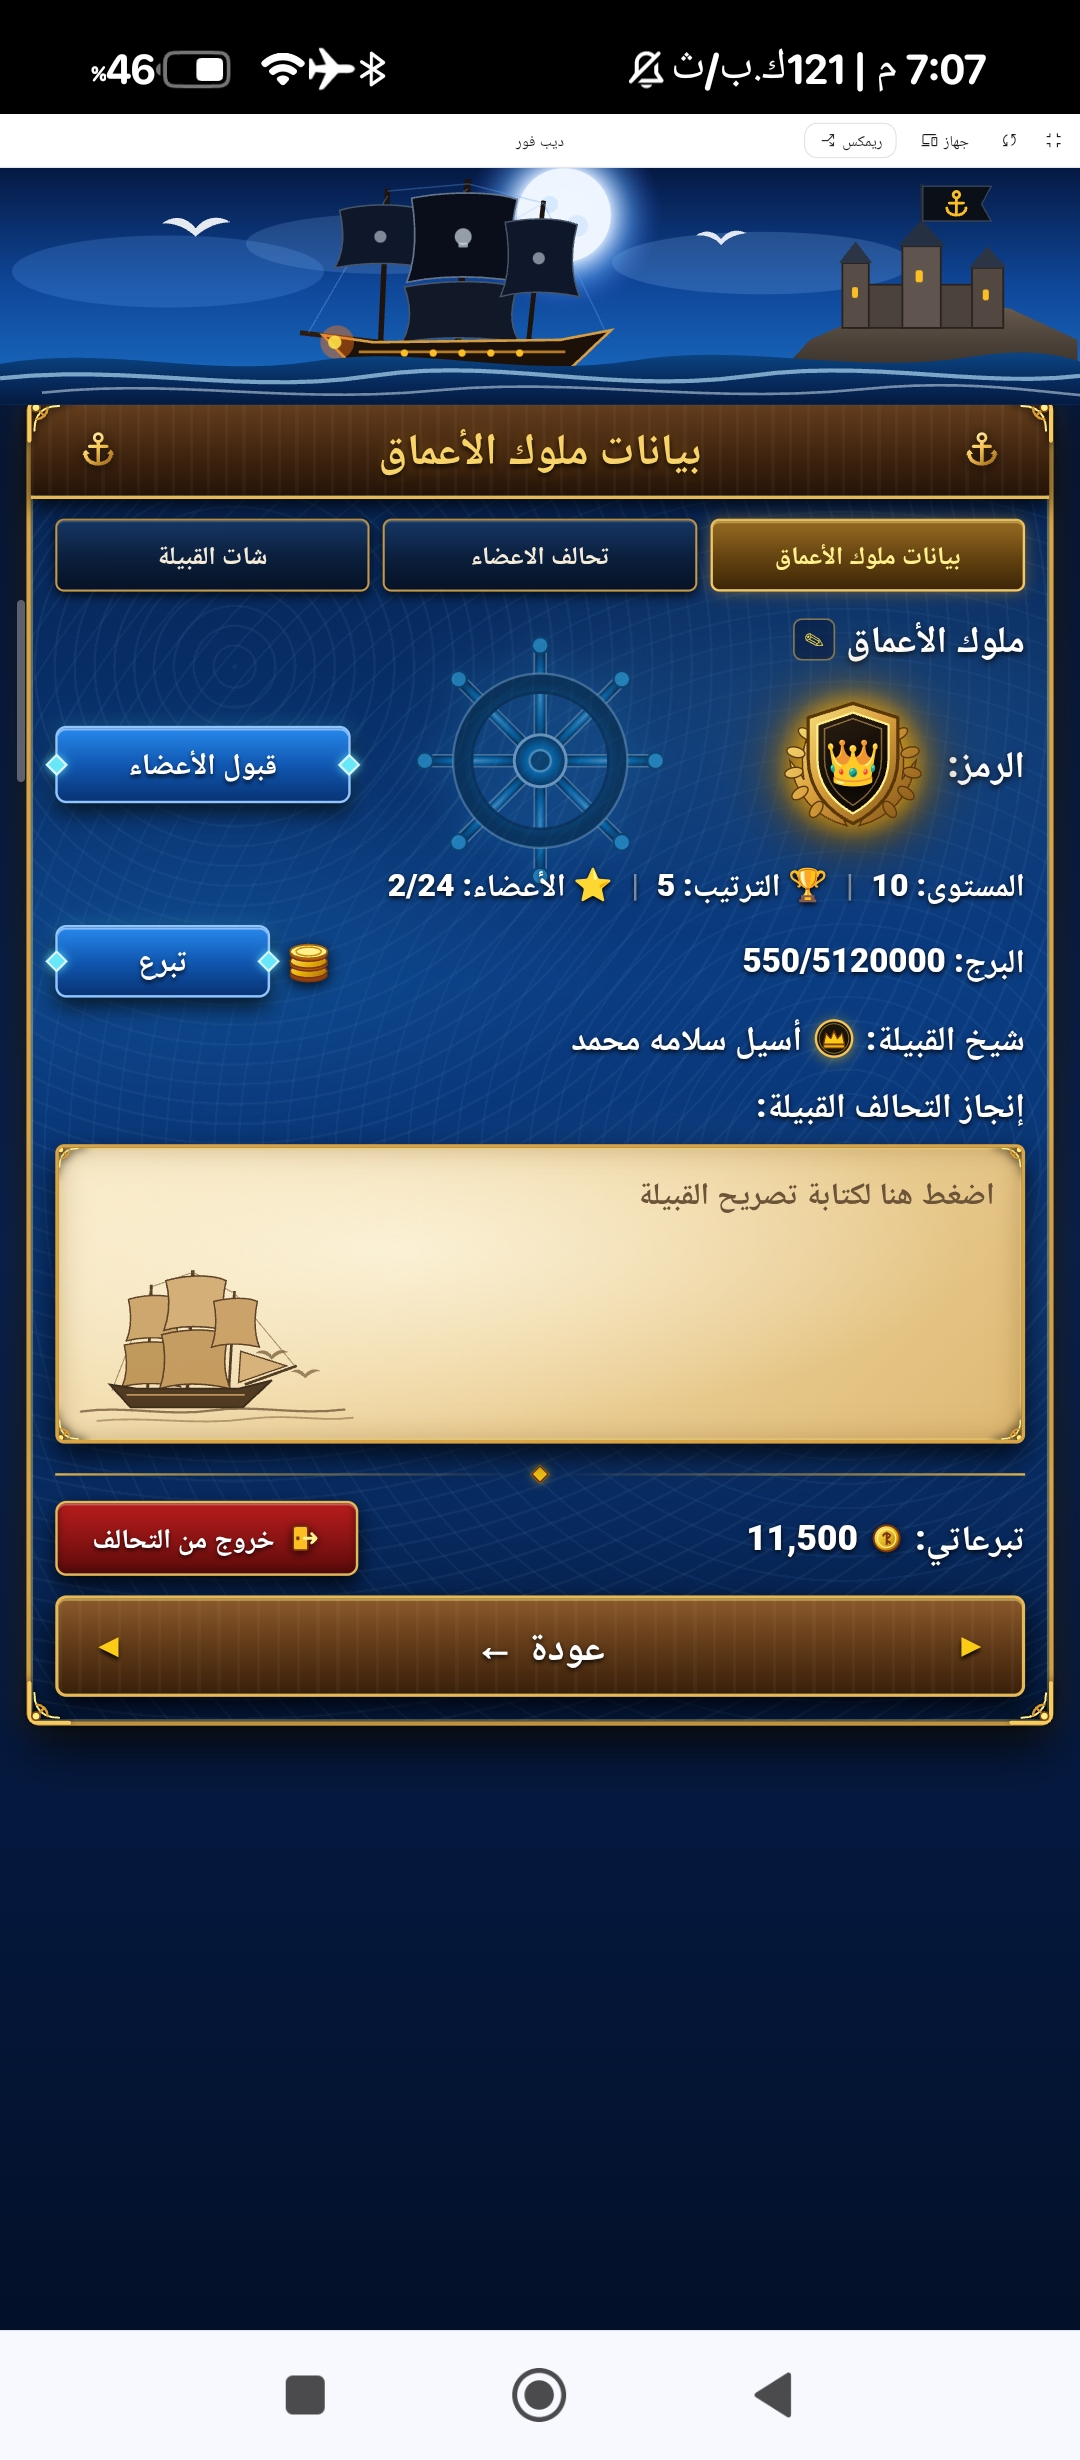 7:07 م | 121ك.ب/ث
46%
جهاز
ريمكس
ديب فور
بيانات ملوك الأعماق
بيانات ملوك الأعماق
تحالف الاعضاء
شات القبيلة
ملوك الأعماق
الرمز:
قبول الأعضاء
المستوى: 10 | الترتيب: 5 | الأعضاء: 2/24
البرج: 550/5120000
تبرع
شيخ القبيلة: أسيل سلامه محمد
إنجاز التحالف القبيلة:
اضغط هنا لكتابة تصريح القبيلة
تبرعاتي: 11,500
خروج من التحالف
عودة ←